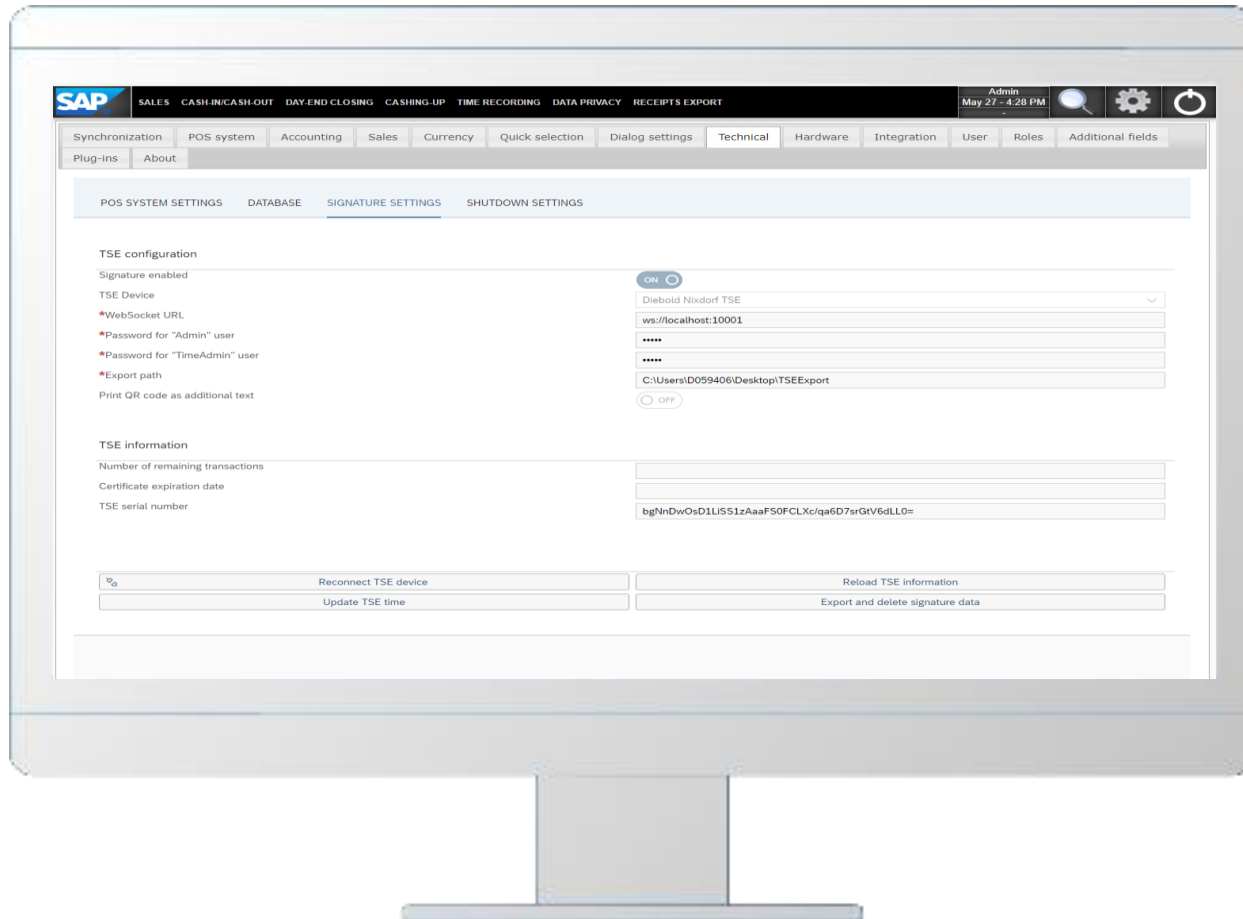 SAP SALES CASH-IN/CASH-OUT DAY-END CLOSING CASHING-UP TIME RECORDING DATA PRIVACY RECEIPTS EXPORT
Admin
May 27 - 4:28 PM
-
Synchronization POS system Accounting Sales Currency Quick selection Dialog settings Technical Hardware Integration User Roles Additional fields
Plug-ins About
POS SYSTEM SETTINGS DATABASE SIGNATURE SETTINGS SHUTDOWN SETTINGS
TSE configuration
Signature enabled ON
TSE Device Diebold Nixdorf TSE
*WebSocket URL ws://localhost:10001
*Password for "Admin" user •••••
*Password for "TimeAdmin" user •••••
*Export path C:\Users\D059406\Desktop\TSEExport
Print QR code as additional text OFF
TSE information
Number of remaining transactions
Certificate expiration date
TSE serial number bgNnDwOsD1LiSS1zAaaFS0FCLXc/qa6D7srGtV6dLL0=
Reconnect TSE device Reload TSE information
Update TSE time Export and delete signature data